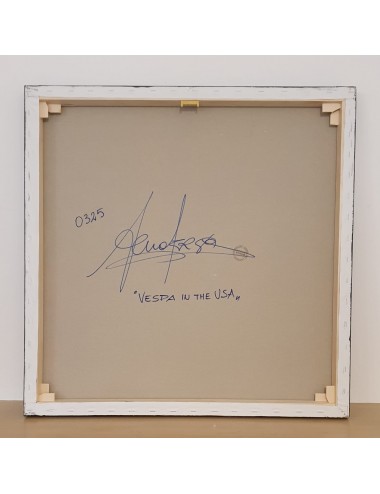 0325
"VESPA IN THE USA„